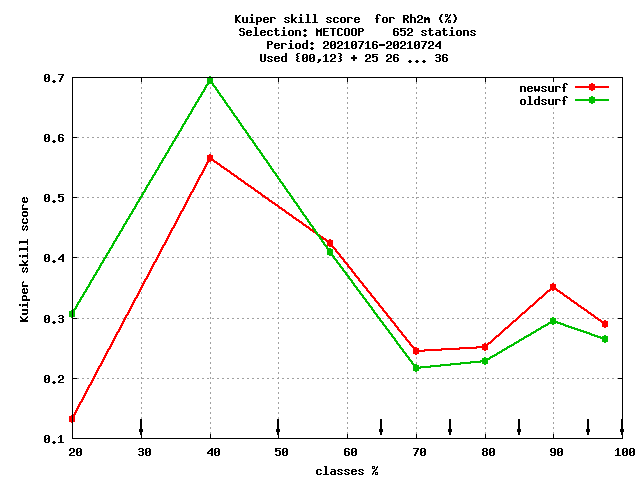 Kuiper skill score for Rh2m (%)
Selection: METCOOP 652 stations
Period: 20210716-20210724
Used {00,12} + 25 26 ... 36
0.7
0.6
0.5
0.4
0.3
0.2
0.1
Kuiper skill score
newsurf
oldsurf
20 30 40 50 60 70 80 90 100
classes %